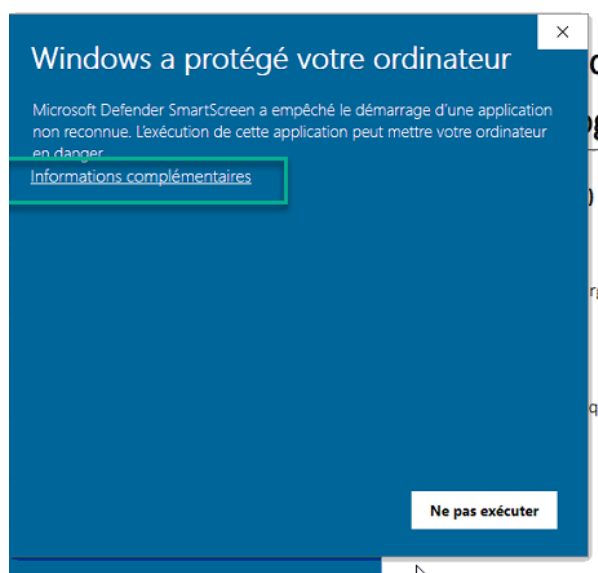 Windows a protégé votre ordinateur
Microsoft Defender SmartScreen a empêché le démarrage d'une application
non reconnue. L'exécution de cette application peut mettre votre ordinateur
en danger.
Informations complémentaires
Ne pas exécuter